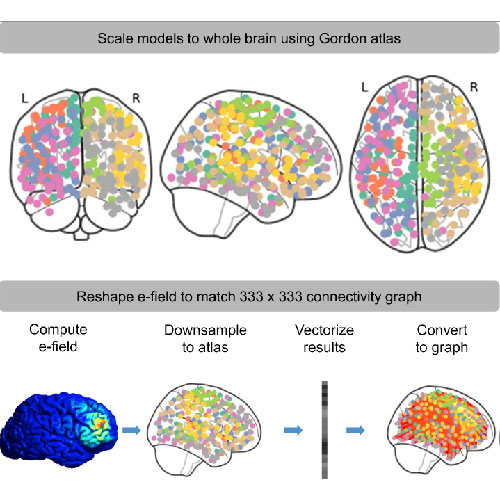 Scale models to whole brain using Gordon atlas
L
R
L
R
Reshape e-field to match 333 x 333 connectivity graph
Compute
e-field
Downsample
to atlas
Vectorize
results
Convert
to graph